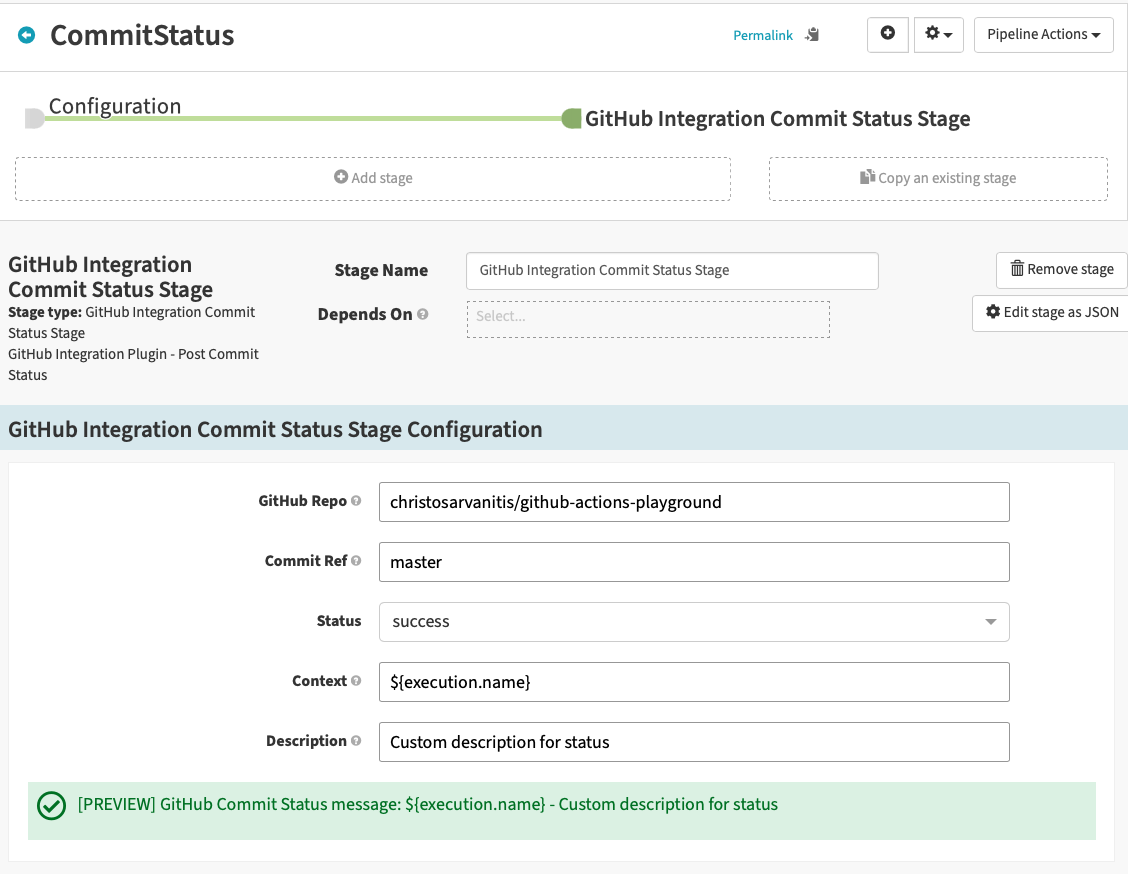 CommitStatus
Permalink
Pipeline Actions
Configuration
GitHub Integration Commit Status Stage
Add stage
Copy an existing stage
GitHub Integration
Commit Status Stage
Stage type: GitHub Integration Commit
Status Stage
GitHub Integration Plugin - Post Commit
Status
Stage Name
GitHub Integration Commit Status Stage
Depends On
Select...
Remove stage
Edit stage as JSON
GitHub Integration Commit Status Stage Configuration
GitHub Repo
christosarvanitis/github-actions-playground
Commit Ref
master
Status
success
Context
${execution.name}
Description
Custom description for status
[PREVIEW] GitHub Commit Status message: ${execution.name} - Custom description for status